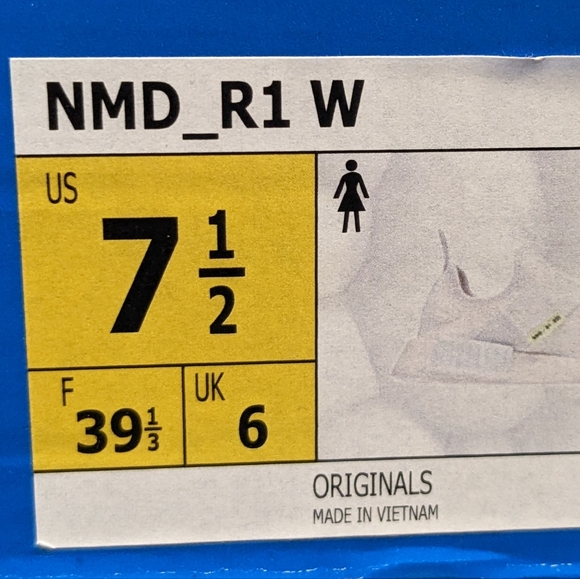 NMD_R1 W
US
7 1/2
F
39 1/3
UK
6
ORIGINALS
MADE IN VIETNAM